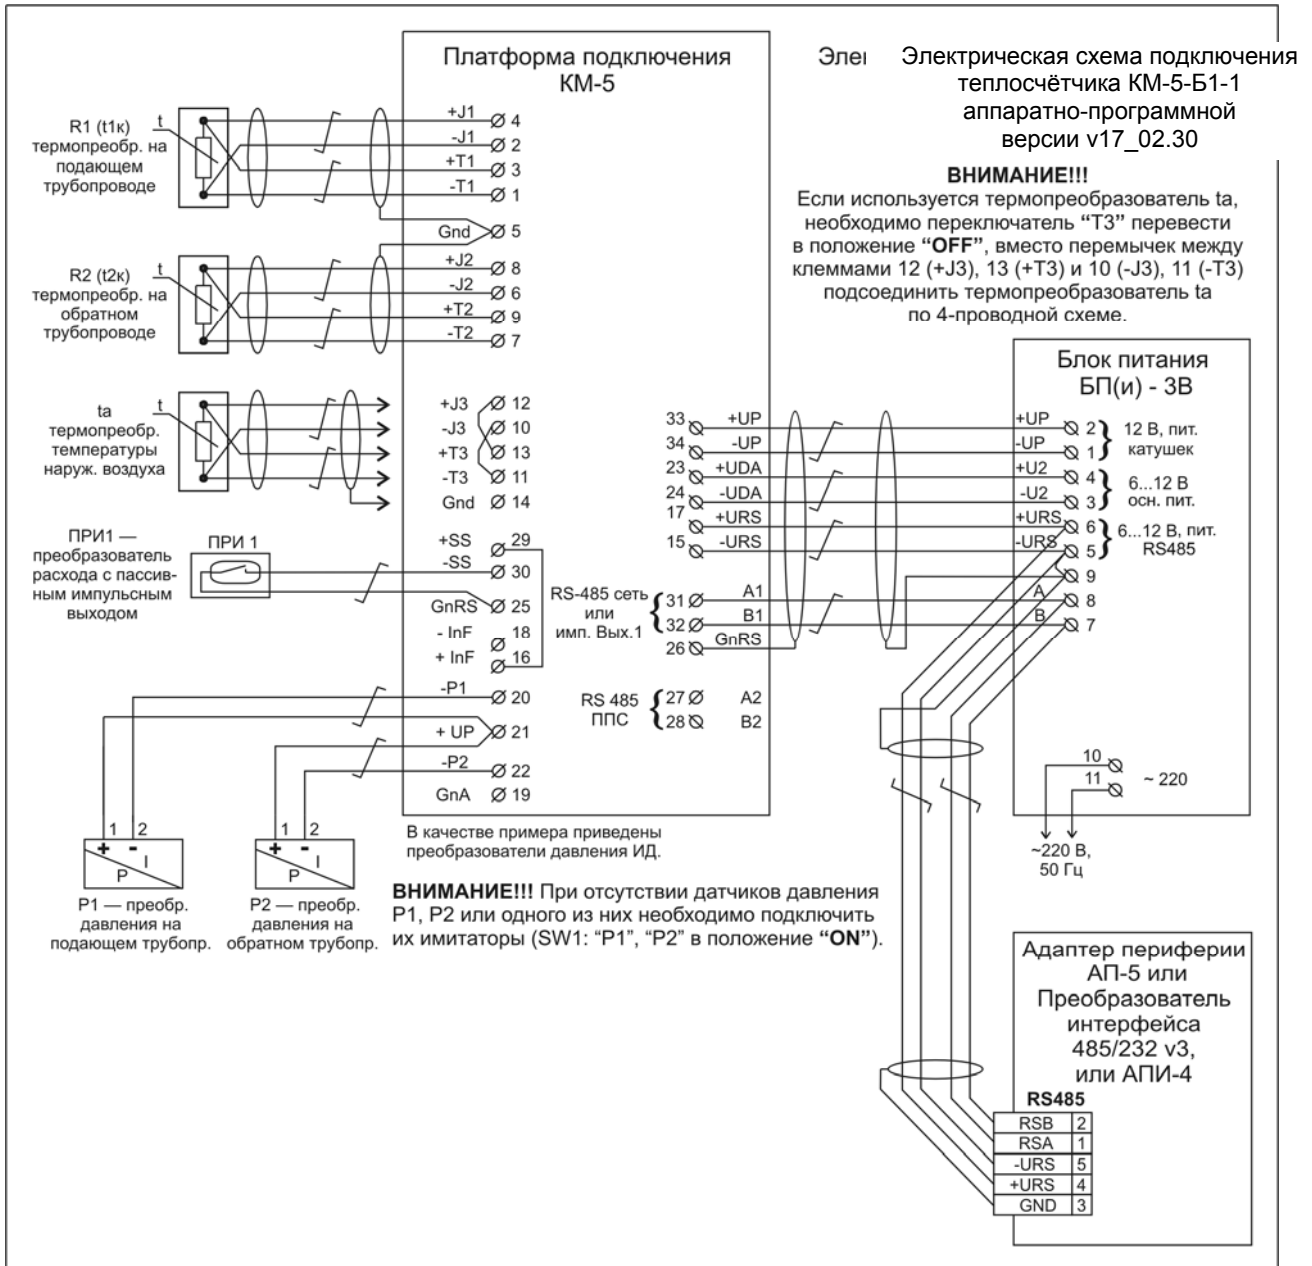 Платформа подключения
КМ-5
Элеі
Электрическая схема подключения
теплосчётчика КМ-5-Б1-1
аппаратно-программной
версии v17_02.30
ВНИМАНИЕ!!!
Если используется термопреобразователь ta,
необходимо переключатель “Т3” перевести
в положение “OFF”, вместо перемычек между
клеммами 12 (+J3), 13 (+T3) и 10 (-J3), 11 (-T3)
подсоединить термопреобразователь ta
по 4-проводной схеме.
R1 (t1к)
термопреобр. на
подающем
трубопроводе
t
+J1 4
-J1 2
+T1 3
-T1 1
Gnd 5
R2 (t2к)
термопреобр. на
обратном
трубопроводе
t
+J2 8
-J2 6
+T2 9
-T2 7
ta
термопреобр.
температуры
наруж. воздуха
t
+J3 12
-J3 10
+T3 13
-T3 11
Gnd 14
ПРИ1 —
преобразователь
расхода с пассив-
ным импульсным
выходом
ПРИ 1
+SS 29
-SS 30
GnRS 25
- InF 18
+ InF 16
-P1 20
+ UP 21
-P2 22
GnA 19
33 +UP
34 -UP
23 +UDA
24 -UDA
17 +URS
15 -URS
RS-485 сеть
или
имп. Вых.1
31 A1
32 B1
26 GnRS
RS 485
ППС
27 A2
28 B2
Блок питания
БП(и) - 3В
+UP 2
-UP 1
12 В, пит.
катушек
+U2 4
-U2 3
6...12 В
осн. пит.
+URS 6
-URS 5
6...12 В, пит.
RS485
9
A 8
B 7
10
11
~ 220
~220 В,
50 Гц
1 2
+ -
I
P
P1 — преобр.
давления на
подающем трубопр.
1 2
+ -
I
P
P2 — преобр.
давления на
обратном трубопр.
В качестве примера приведены
преобразователи давления ИД.
ВНИМАНИЕ!!! При отсутствии датчиков давления
Р1, Р2 или одного из них необходимо подключить
их имитаторы (SW1: “P1”, “P2” в положение “ON”).
Адаптер периферии
АП-5 или
Преобразователь
интерфейса
485/232 v3,
или АПИ-4
RS485
RSB 2
RSA 1
-URS 5
+URS 4
GND 3